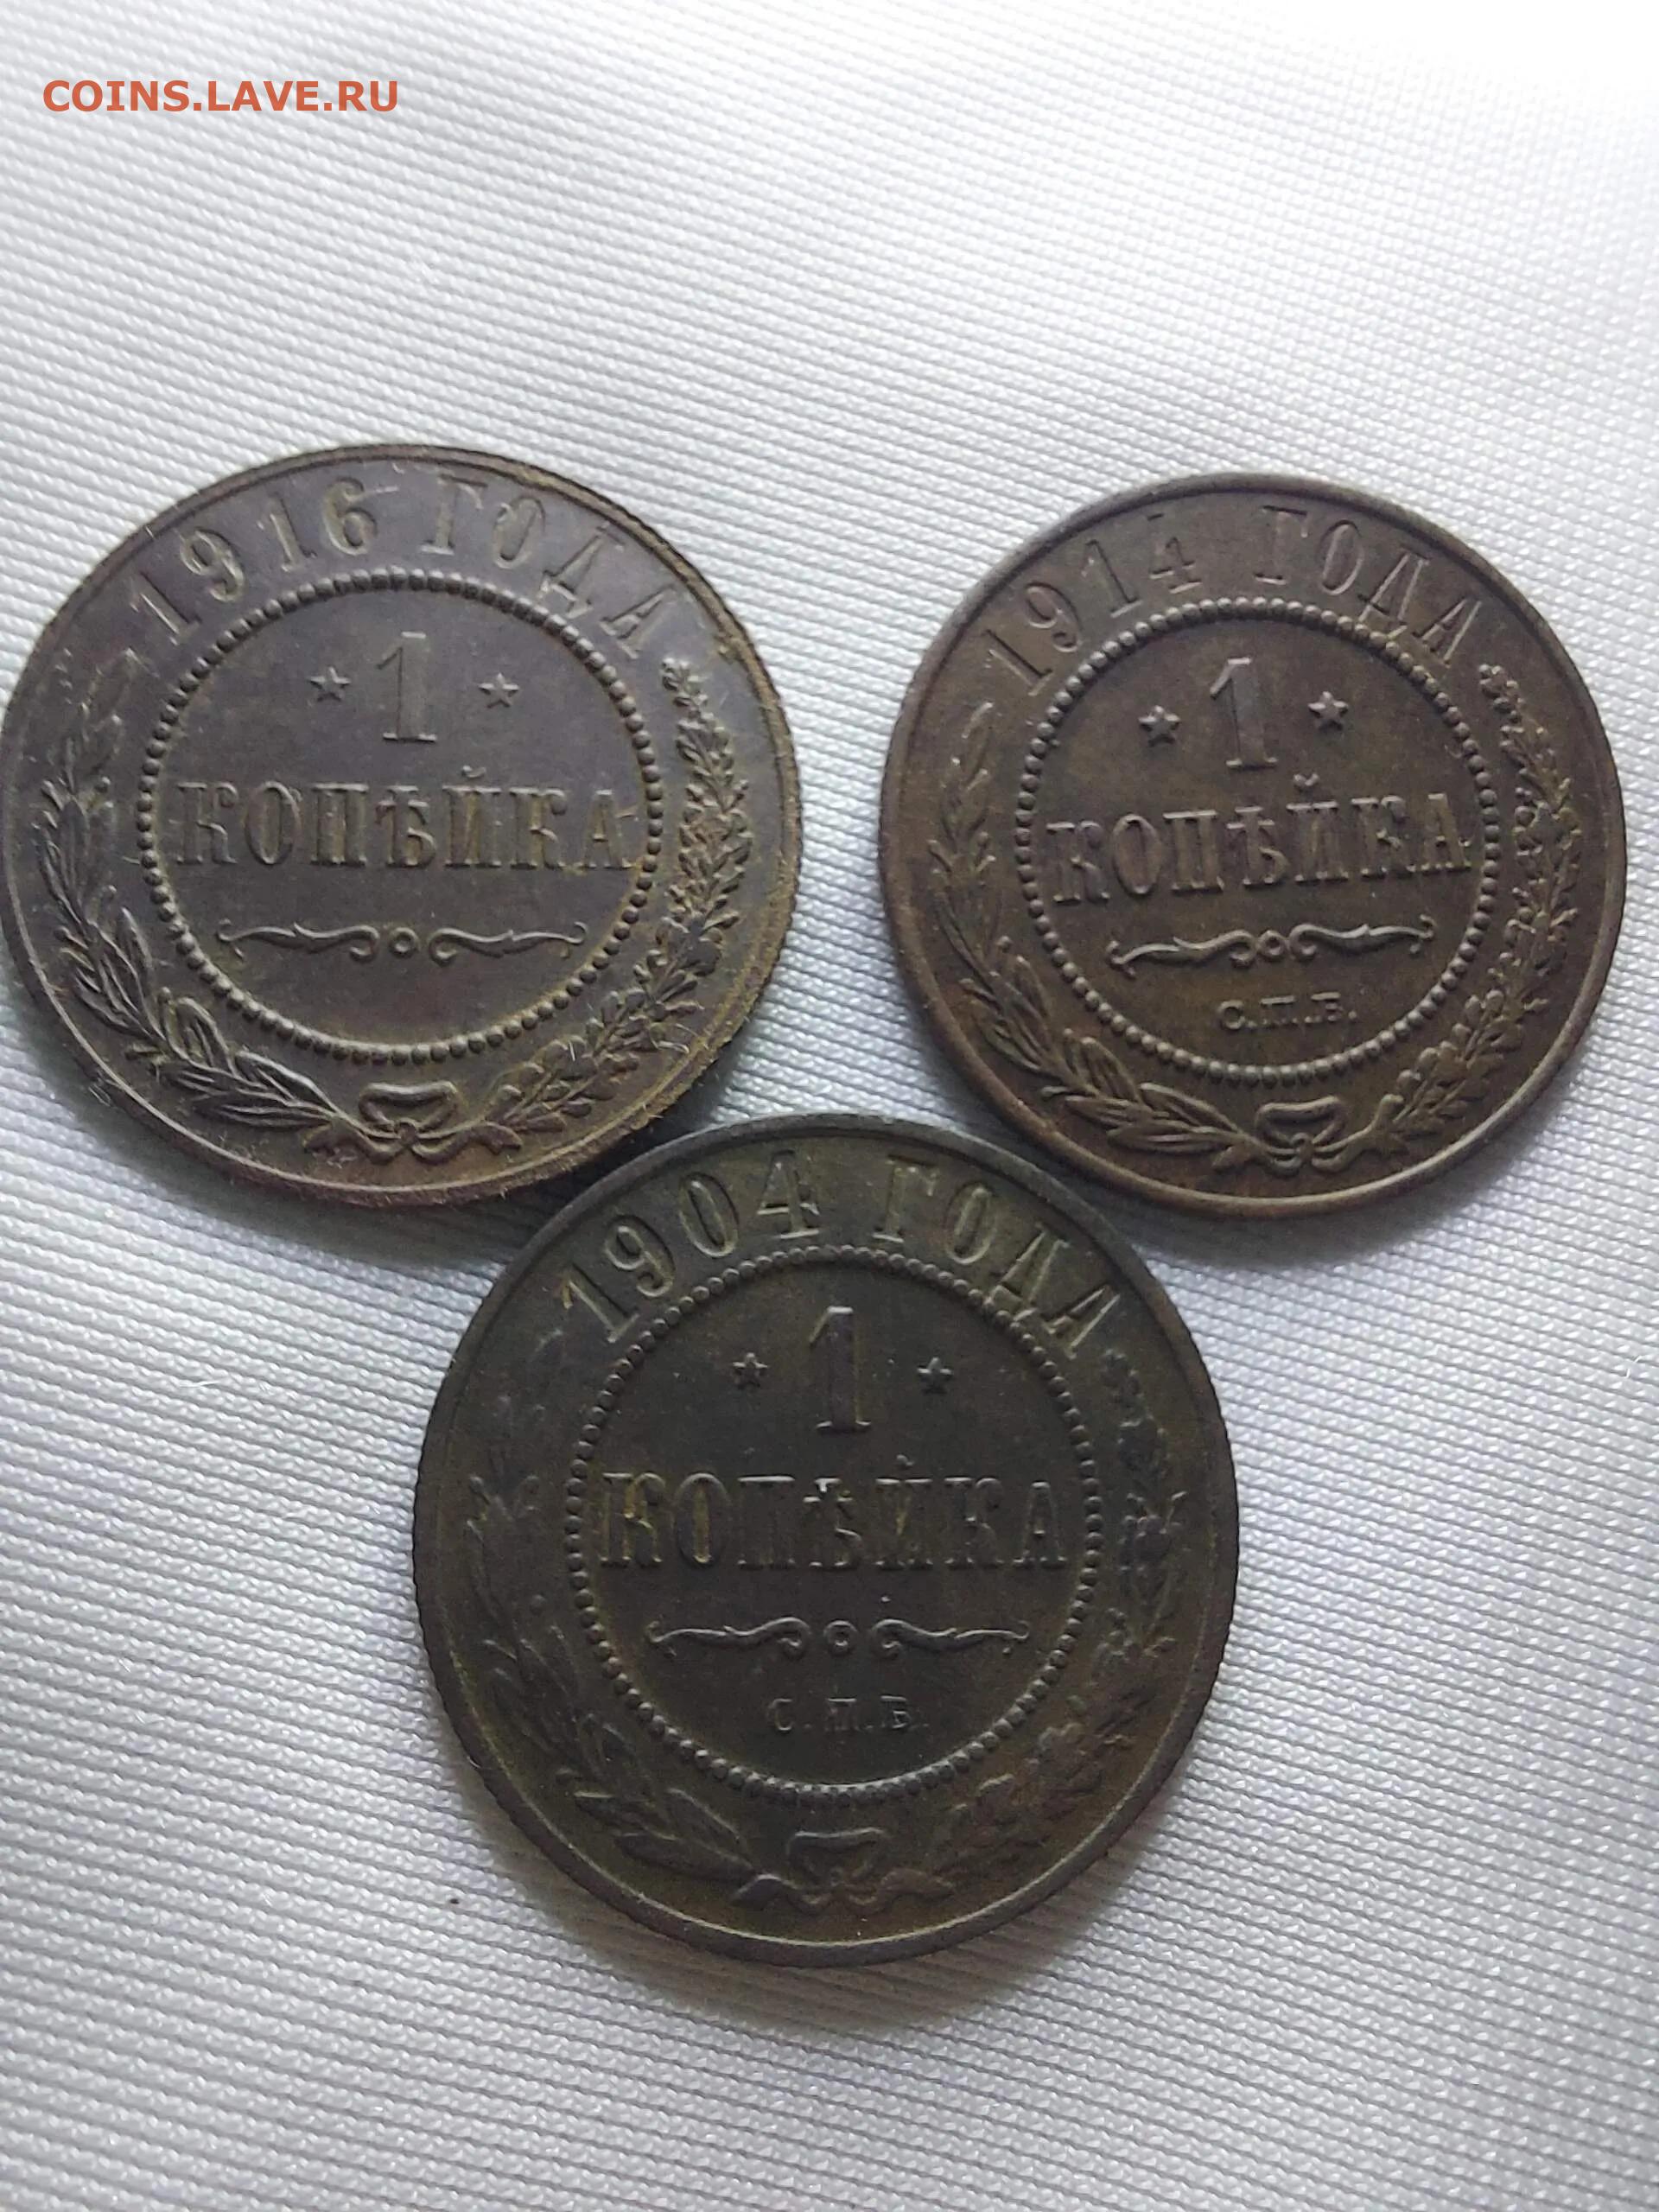 COINS.LAVE.RU
1916 ГОДА
1
КОПѢЙКА
1914 ГОДА
1
КОПѢЙКА
С.П.Б.
1904 ГОДА
1
КОПѢЙКА
С.П.Б.